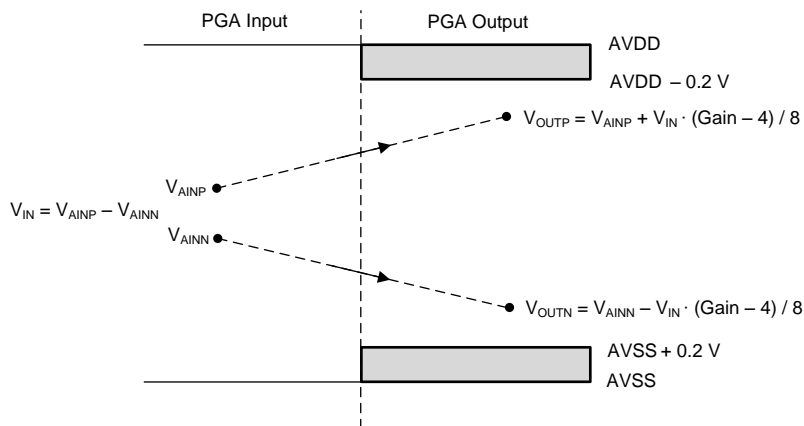 PGA Input
PGA Output
AVDD
AVDD – 0.2 V
V_OUTP = V_AINP + V_IN · (Gain – 4) / 8
V_AINP
V_IN = V_AINP – V_AINN
V_AINN
V_OUTN = V_AINN – V_IN · (Gain – 4) / 8
AVSS + 0.2 V
AVSS